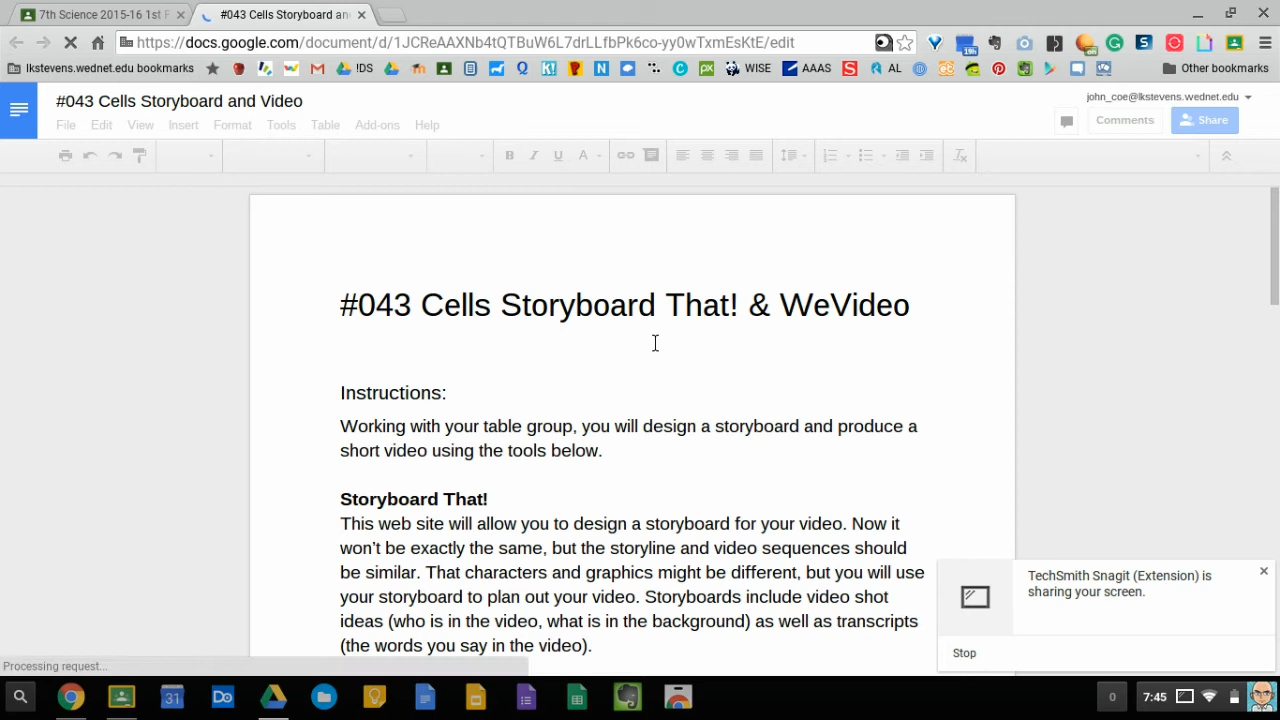 7th Science 2015-16 1st F
#043 Cells Storyboard an
https://docs.google.com/document/d/1JCReAAXNb4tQTBuW6L7drLLfbPk6co-yy0wTxmEsKtE/edit
lkstevens.wednet.edu bookmarks
!DS
WISE
AAAS
AL
Other bookmarks
#043 Cells Storyboard and Video
john_coe@lkstevens.wednet.edu
File Edit View Insert Format Tools Table Add-ons Help
Comments
Share
#043 Cells Storyboard That! & WeVideo
Instructions:
Working with your table group, you will design a storyboard and produce a
short video using the tools below.
Storyboard That!
This web site will allow you to design a storyboard for your video. Now it
won't be exactly the same, but the storyline and video sequences should
be similar. That characters and graphics might be different, but you will use
your storyboard to plan out your video. Storyboards include video shot
ideas (who is in the video, what is in the background) as well as transcripts
(the words you say in the video).
TechSmith Snagit (Extension) is
sharing your screen.
Stop
Processing request...
0
7:45